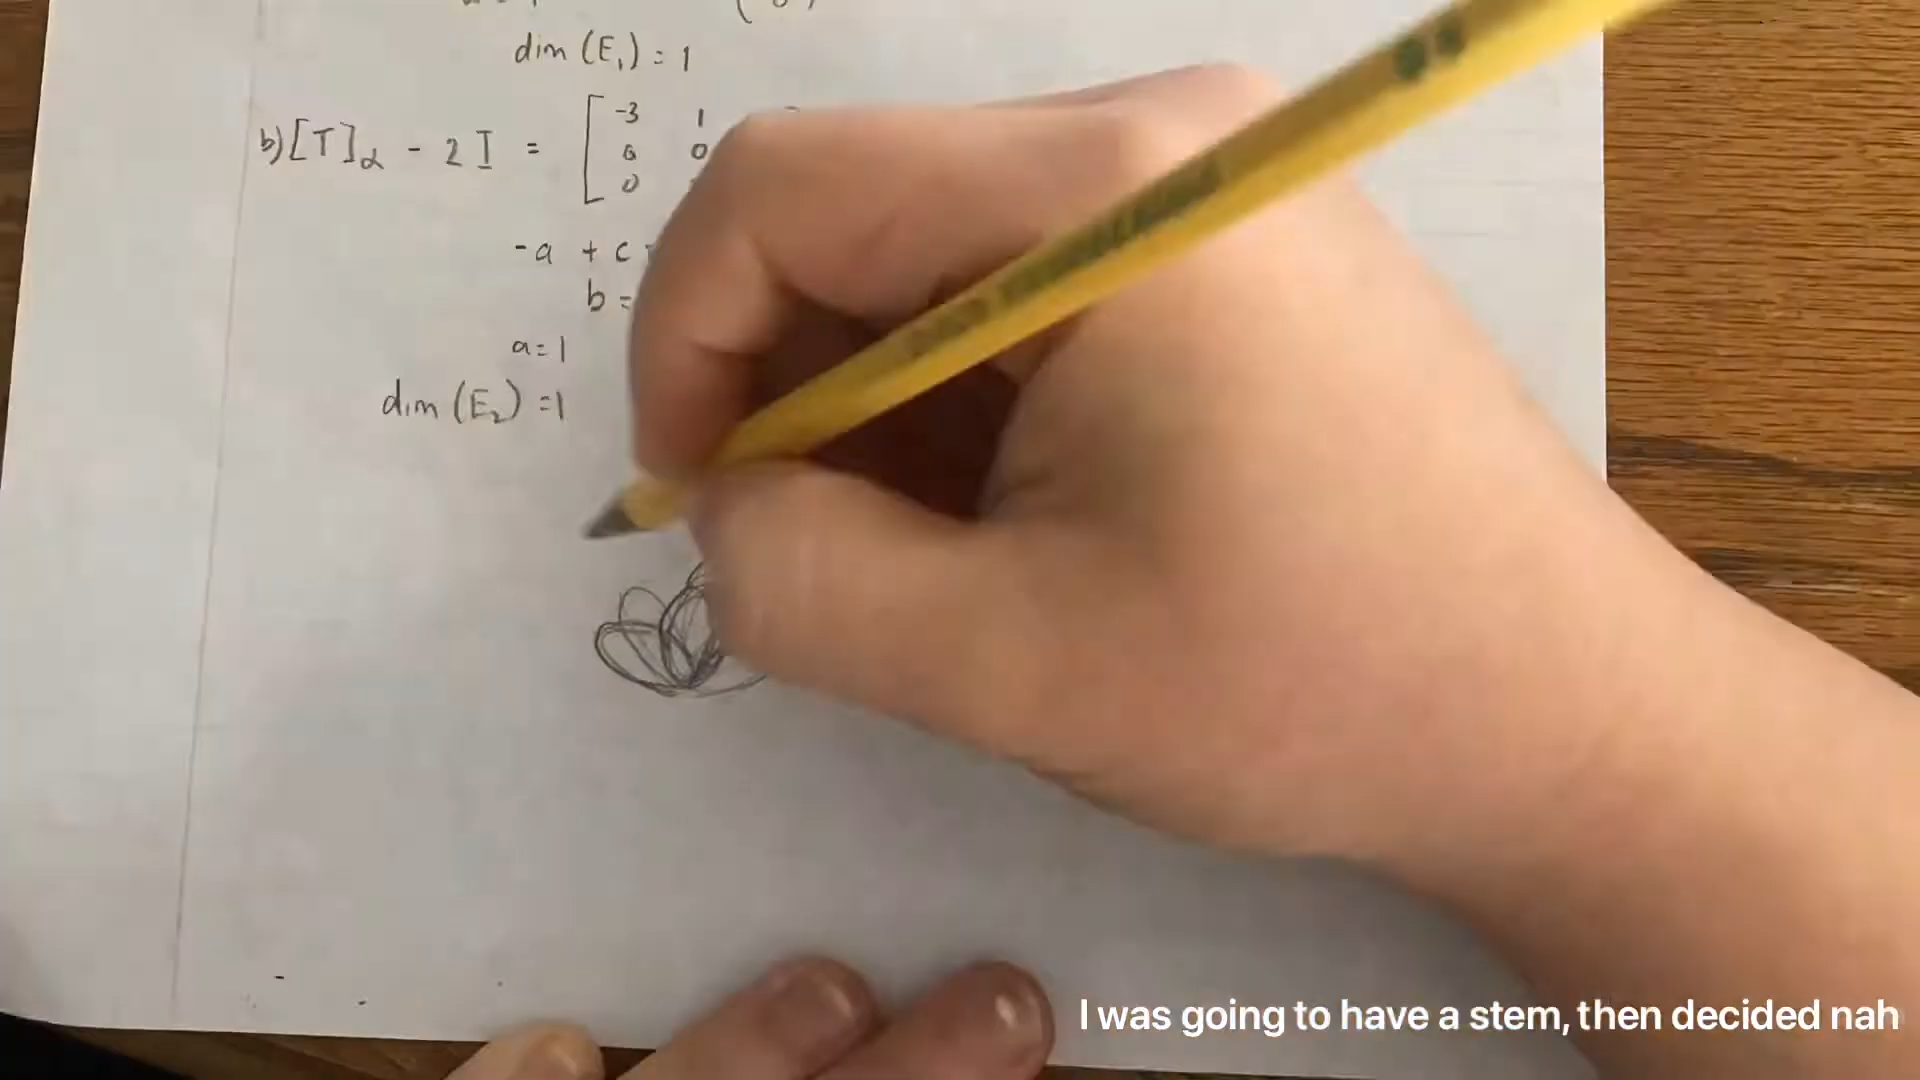 dim (E₁) = 1
b) [T]α - 2 I = [ -3 1
0 0
0
-a + c
b =
a = 1
dim (E₂) = 1
I was going to have a stem, then decided nah